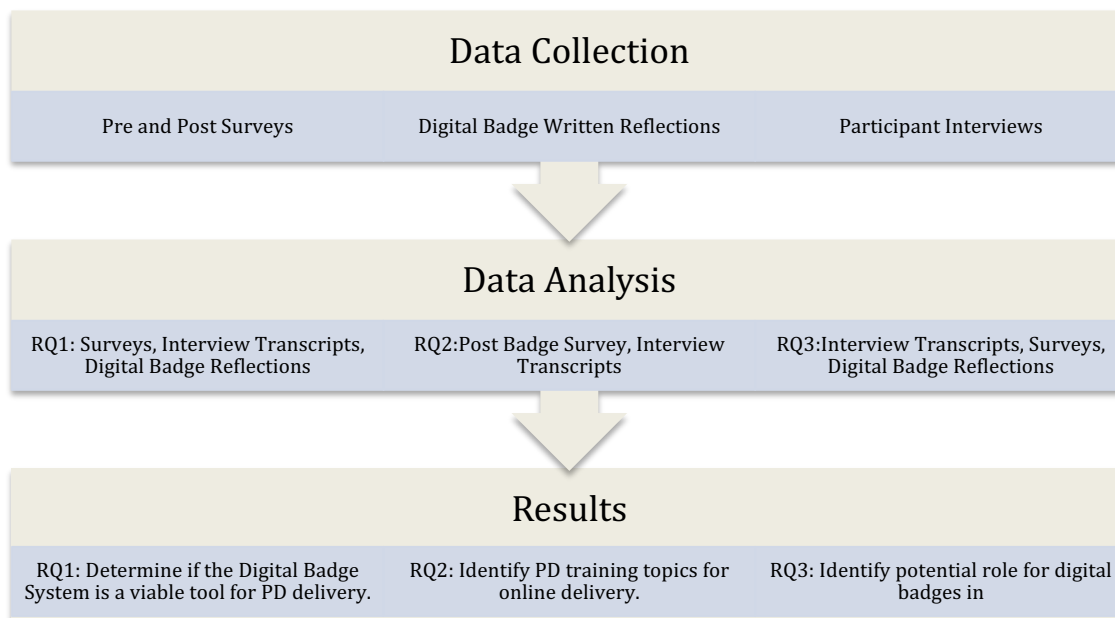 Data Collection
Pre and Post Surveys
Digital Badge Written Reflections
Participant Interviews
Data Analysis
RQ1: Surveys, Interview Transcripts,
Digital Badge Reflections
RQ2:Post Badge Survey, Interview
Transcripts
RQ3:Interview Transcripts, Surveys,
Digital Badge Reflections
Results
RQ1: Determine if the Digital Badge
System is a viable tool for PD delivery.
RQ2: Identify PD training topics for
online delivery.
RQ3: Identify potential role for digital
badges in